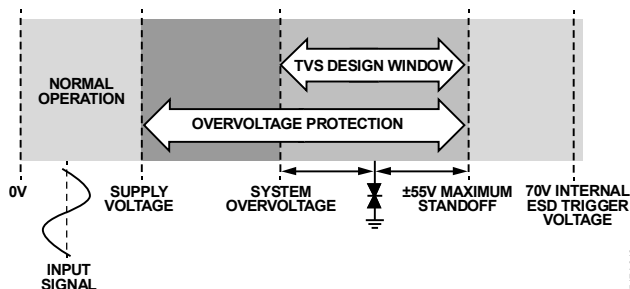 TVS DESIGN WINDOW
NORMAL
OPERATION
OVERVOLTAGE PROTECTION
0V
SUPPLY
VOLTAGE
SYSTEM
OVERVOLTAGE
±55V MAXIMUM
STANDOFF
70V INTERNAL
ESD TRIGGER
VOLTAGE
INPUT
SIGNAL